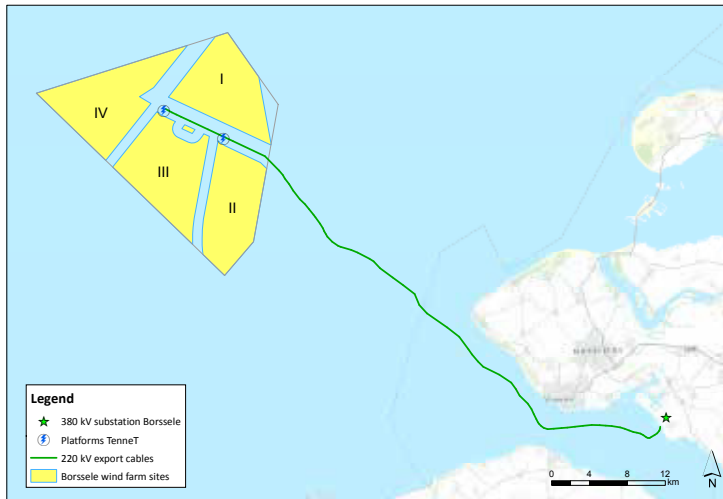 I
IV
III
II
Legend
380 kV substation Borssele
Platforms TenneT
220 kV export cables
Borssele wind farm sites
0 4 8 12
km
N